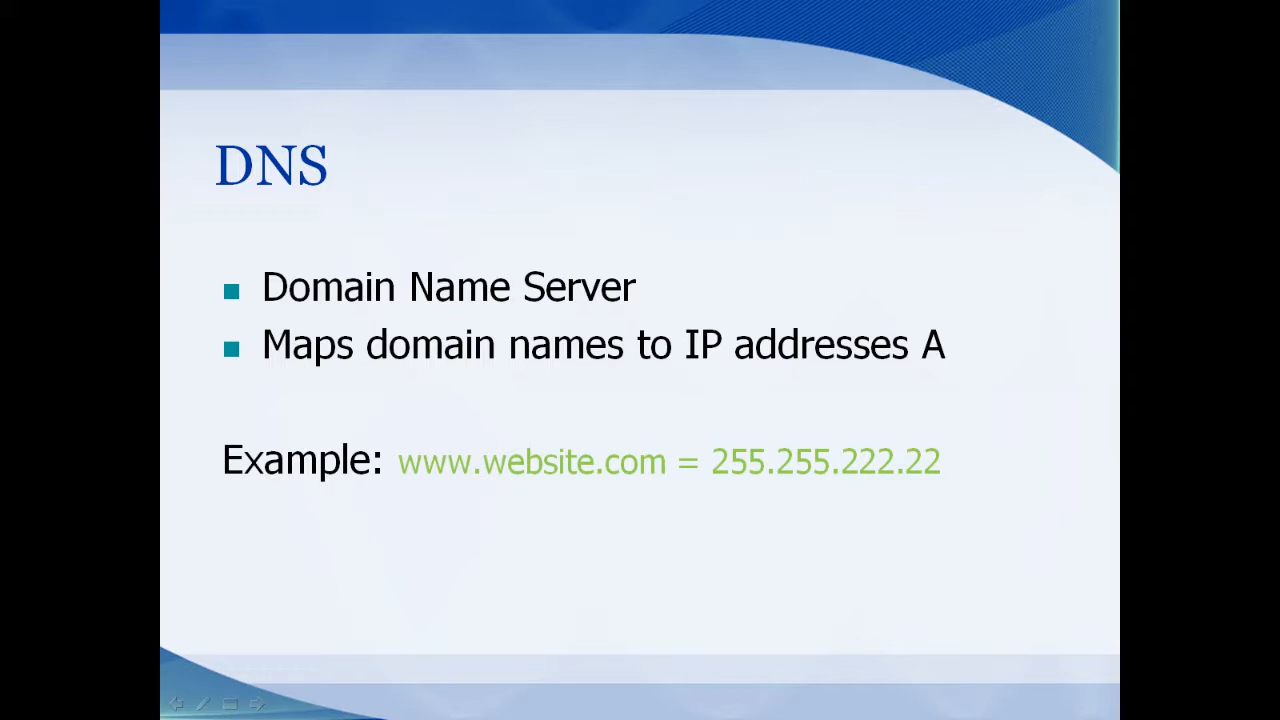 DNS
Domain Name Server
Maps domain names to IP addresses A
Example: www.website.com = 255.255.222.22